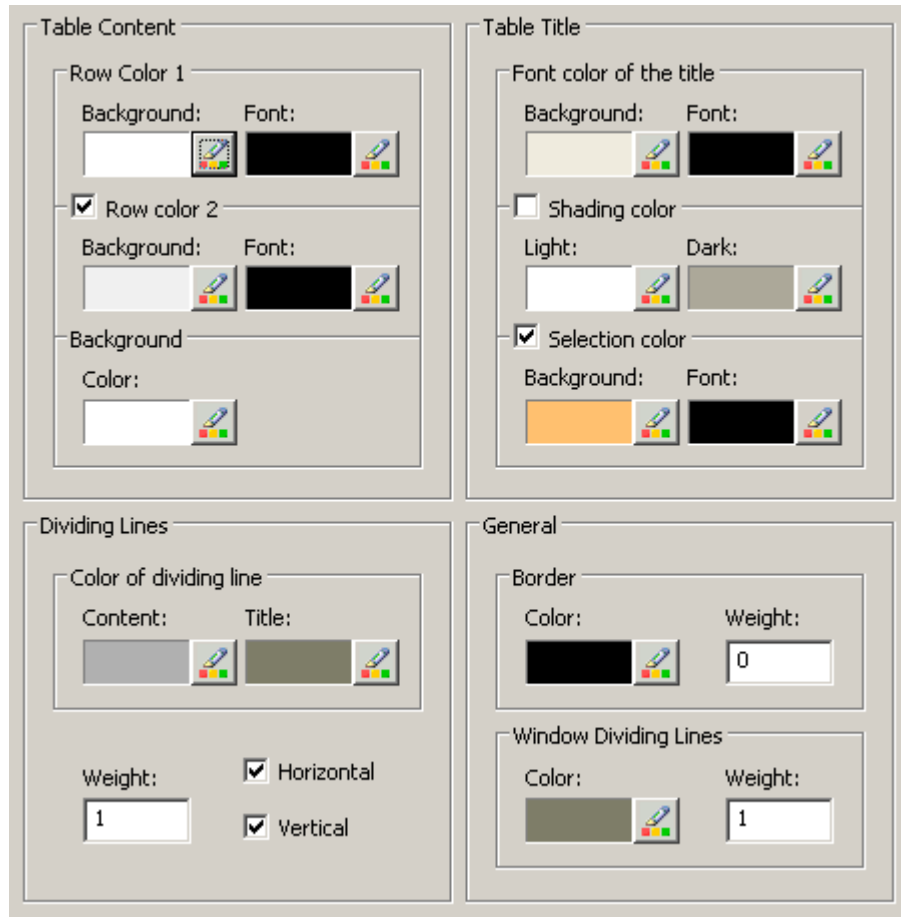 Table Content
Row Color 1
Background: Font:
Row color 2
Background: Font:
Background
Color:
Table Title
Font color of the title
Background: Font:
Shading color
Light: Dark:
Selection color
Background: Font:
Dividing Lines
Color of dividing line
Content: Title:
Weight:
1
Horizontal
Vertical
General
Border
Color: Weight:
0
Window Dividing Lines
Color: Weight:
1